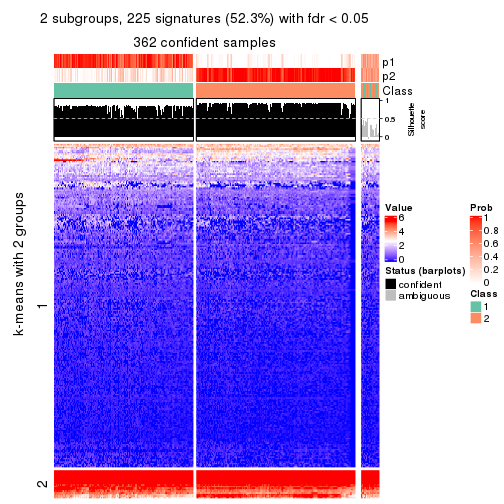 2 subgroups, 225 signatures (52.3%) with fdr < 0.05
362 confident samples
p1
p2
Class
1
0.5
0
Silhouette
score
k-means with 2 groups
1
2
Value
6
4
2
0
Status (barplots)
confident
ambiguous
Prob
1
0.8
0.6
0.4
0.2
0
Class
1
2